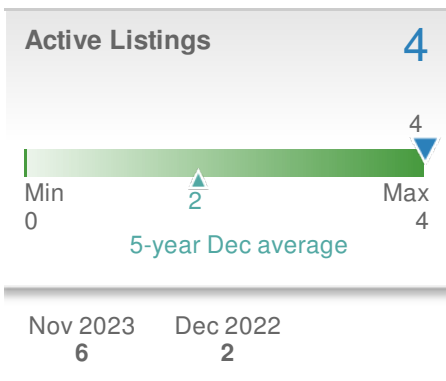 Active Listings 4
4
Min 2 Max
0 4
5-year Dec average
Nov 2023 Dec 2022
6 2